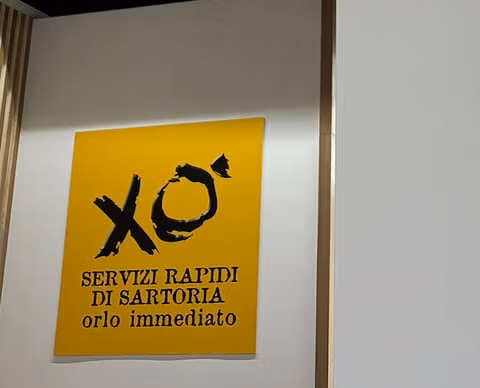 XO'
SERVIZI RAPIDI
DI SARTORIA
orlo immediato